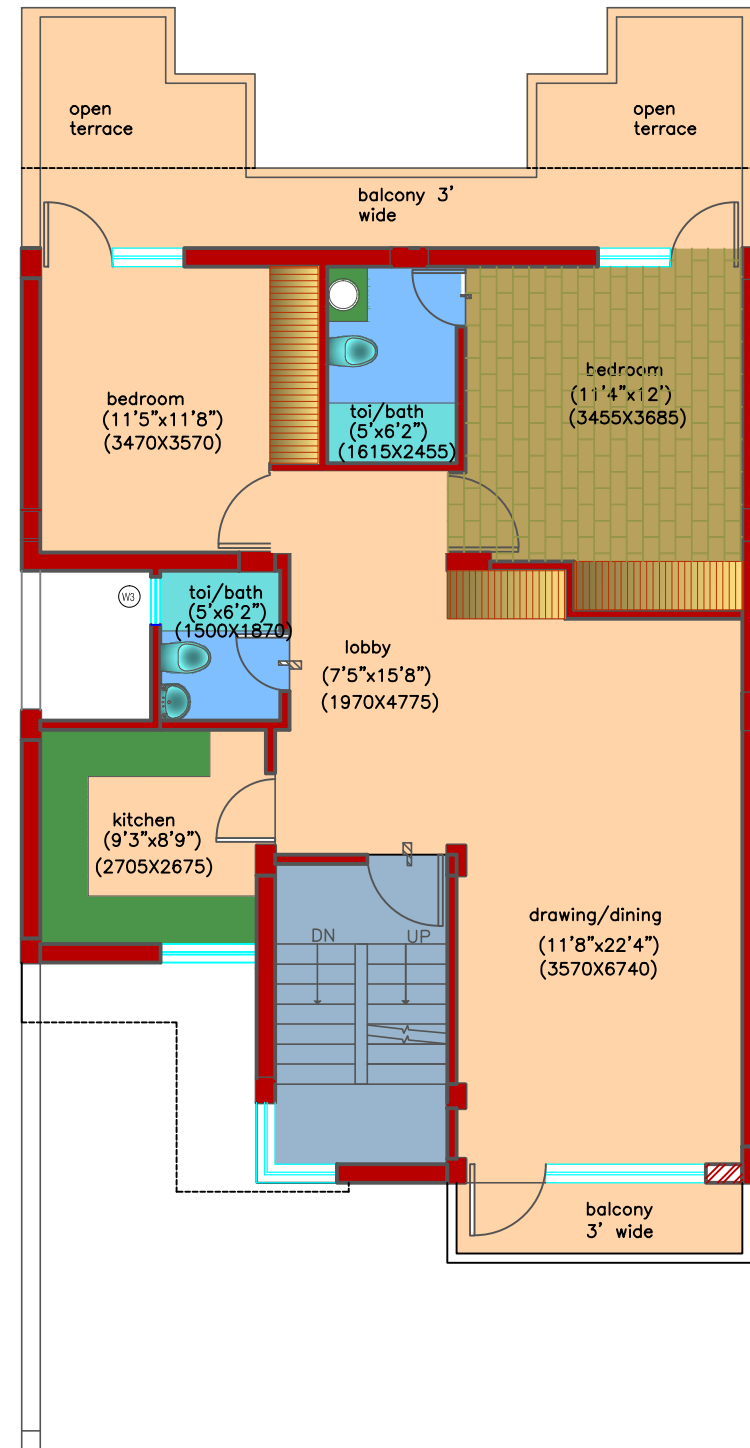 open
terrace
open
terrace
balcony 3'
wide
bedroom
(11'5"x11'8")
(3470X3570)
toi/bath
(5'x6'2")
(1615X2455)
bedroom
(11'4"x12')
(3455X3685)
W3
toi/bath
(5'x6'2")
(1500X1870)
lobby
(7'5"x15'8")
(1970X4775)
kitchen
(9'3"x8'9")
(2705X2675)
drawing/dining
(11'8"x22'4")
(3570X6740)
DN
UP
balcony
3' wide